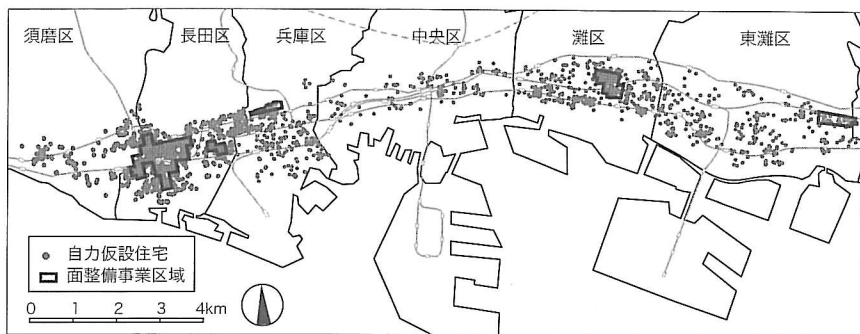 須磨区
長田区
兵庫区
中央区
灘区
東灘区
自力仮設住宅
面整備事業区域
0 1 2 3 4km